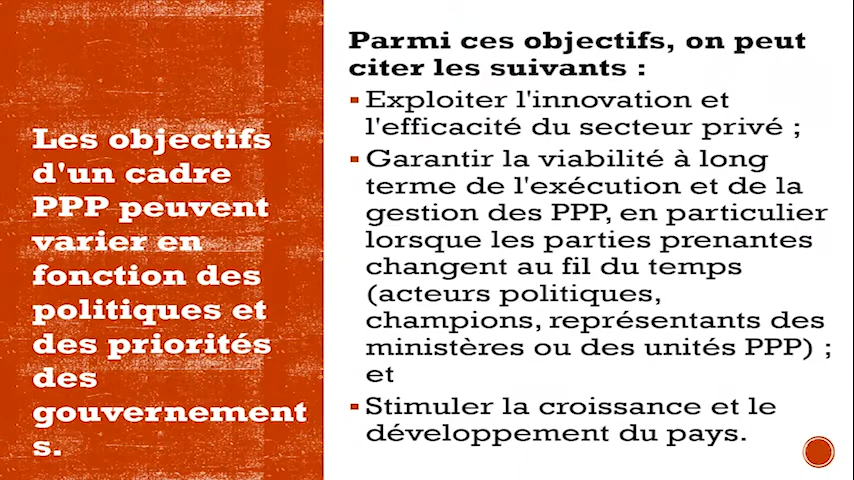 Les objectifs
d'un cadre
PPP peuvent
varier en
fonction des
politiques et
des priorités
des
gouvernement
s.
Parmi ces objectifs, on peut
citer les suivants :
Exploiter l'innovation et
l'efficacité du secteur privé ;
Garantir la viabilité à long
terme de l'exécution et de la
gestion des PPP, en particulier
lorsque les parties prenantes
changent au fil du temps
(acteurs politiques,
champions, représentants des
ministères ou des unités PPP) ;
et
Stimuler la croissance et le
développement du pays.